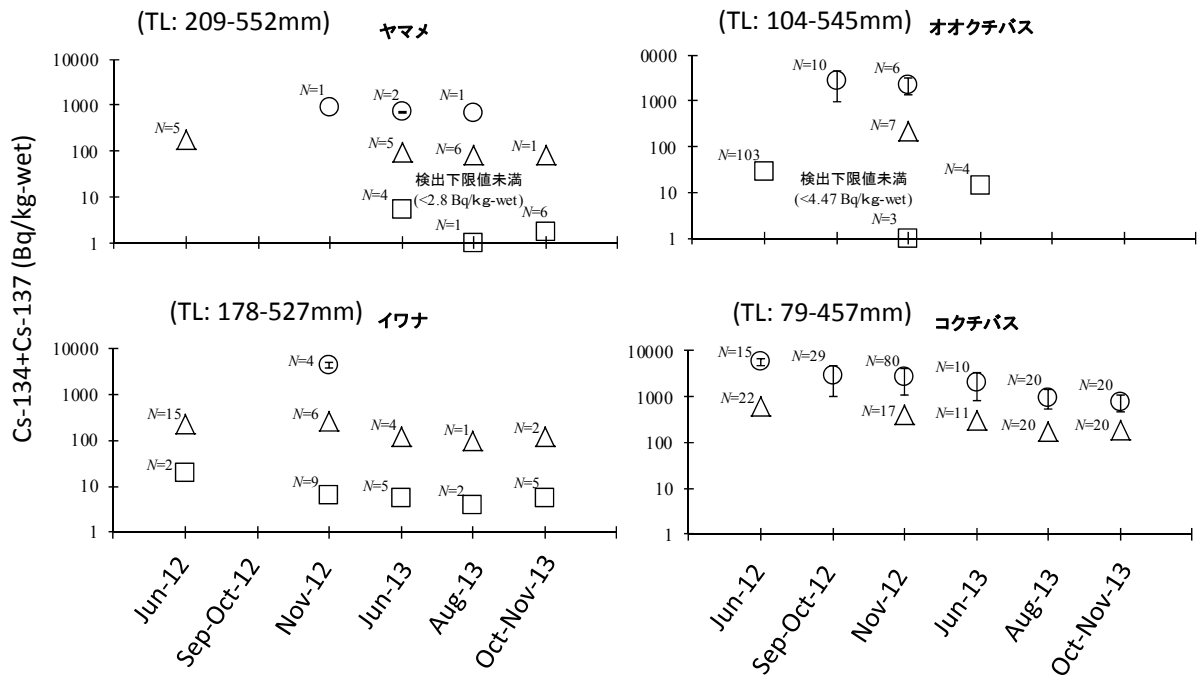 Cs-134+Cs-137 (Bq/kg-wet)
(TL: 209-552mm) ヤマメ
10000
1000
100
10
1
N=5
N=1
N=2
N=1
N=5
N=6
N=1
検出下限値未満
(<2.8 Bq/kg-wet)
N=4
N=1
N=6
(TL: 104-545mm) オオクチバス
0000
1000
100
10
1
N=10
N=6
N=7
N=103
検出下限値未満
(<4.47 Bq/kg-wet)
N=4
N=3
(TL: 178-527mm) イワナ
10000
1000
100
10
1
N=4
N=15
N=6
N=4
N=1
N=2
N=2
N=9
N=5
N=2
N=5
Jun-12
Sep-Oct-12
Nov-12
Jun-13
Aug-13
Oct-Nov-13
(TL: 79-457mm) コクチバス
10000
1000
100
10
1
N=15
N=29
N=80
N=10
N=20
N=20
N=22
N=17
N=11
N=20
N=20
Jun-12
Sep-Oct-12
Nov-12
Jun-13
Aug-13
Oct-Nov-13